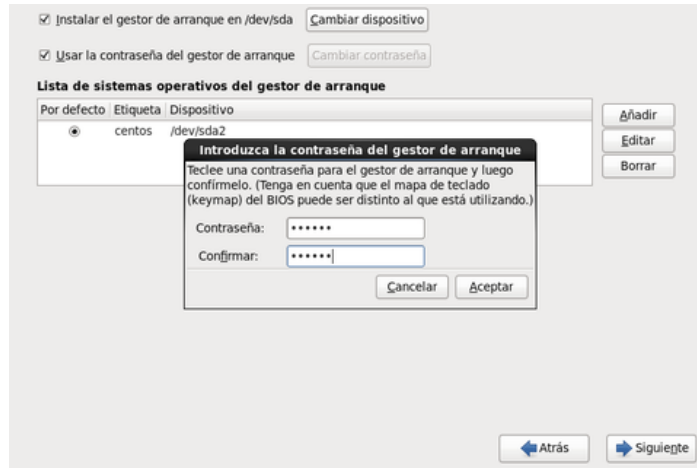 Instalar el gestor de arranque en /dev/sda Cambiar dispositivo
Usar la contraseña del gestor de arranque Cambiar contraseña
Lista de sistemas operativos del gestor de arranque
Por defecto Etiqueta Dispositivo
Añadir
centos /dev/sda2
Editar
Borrar
Introduzca la contraseña del gestor de arranque
Teclee una contraseña para el gestor de arranque y luego
confírmelo. (Tenga en cuenta que el mapa de teclado
(keymap) del BIOS puede ser distinto al que está utilizando.)
Contraseña: ••••••
Confirmar: ••••••
Cancelar Aceptar
Atrás Siguiente